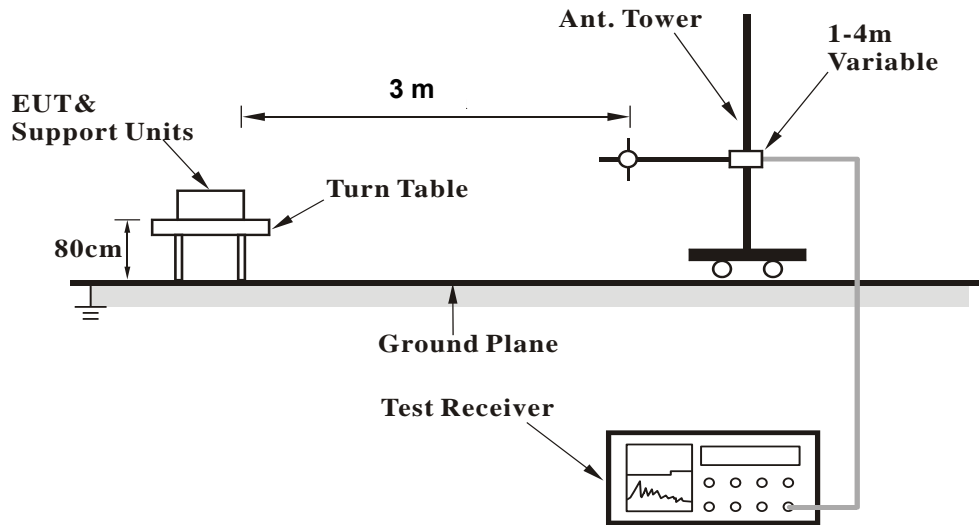 Ant. Tower
1-4m
Variable
3 m
EUT&
Support Units
Turn Table
80cm
Ground Plane
Test Receiver